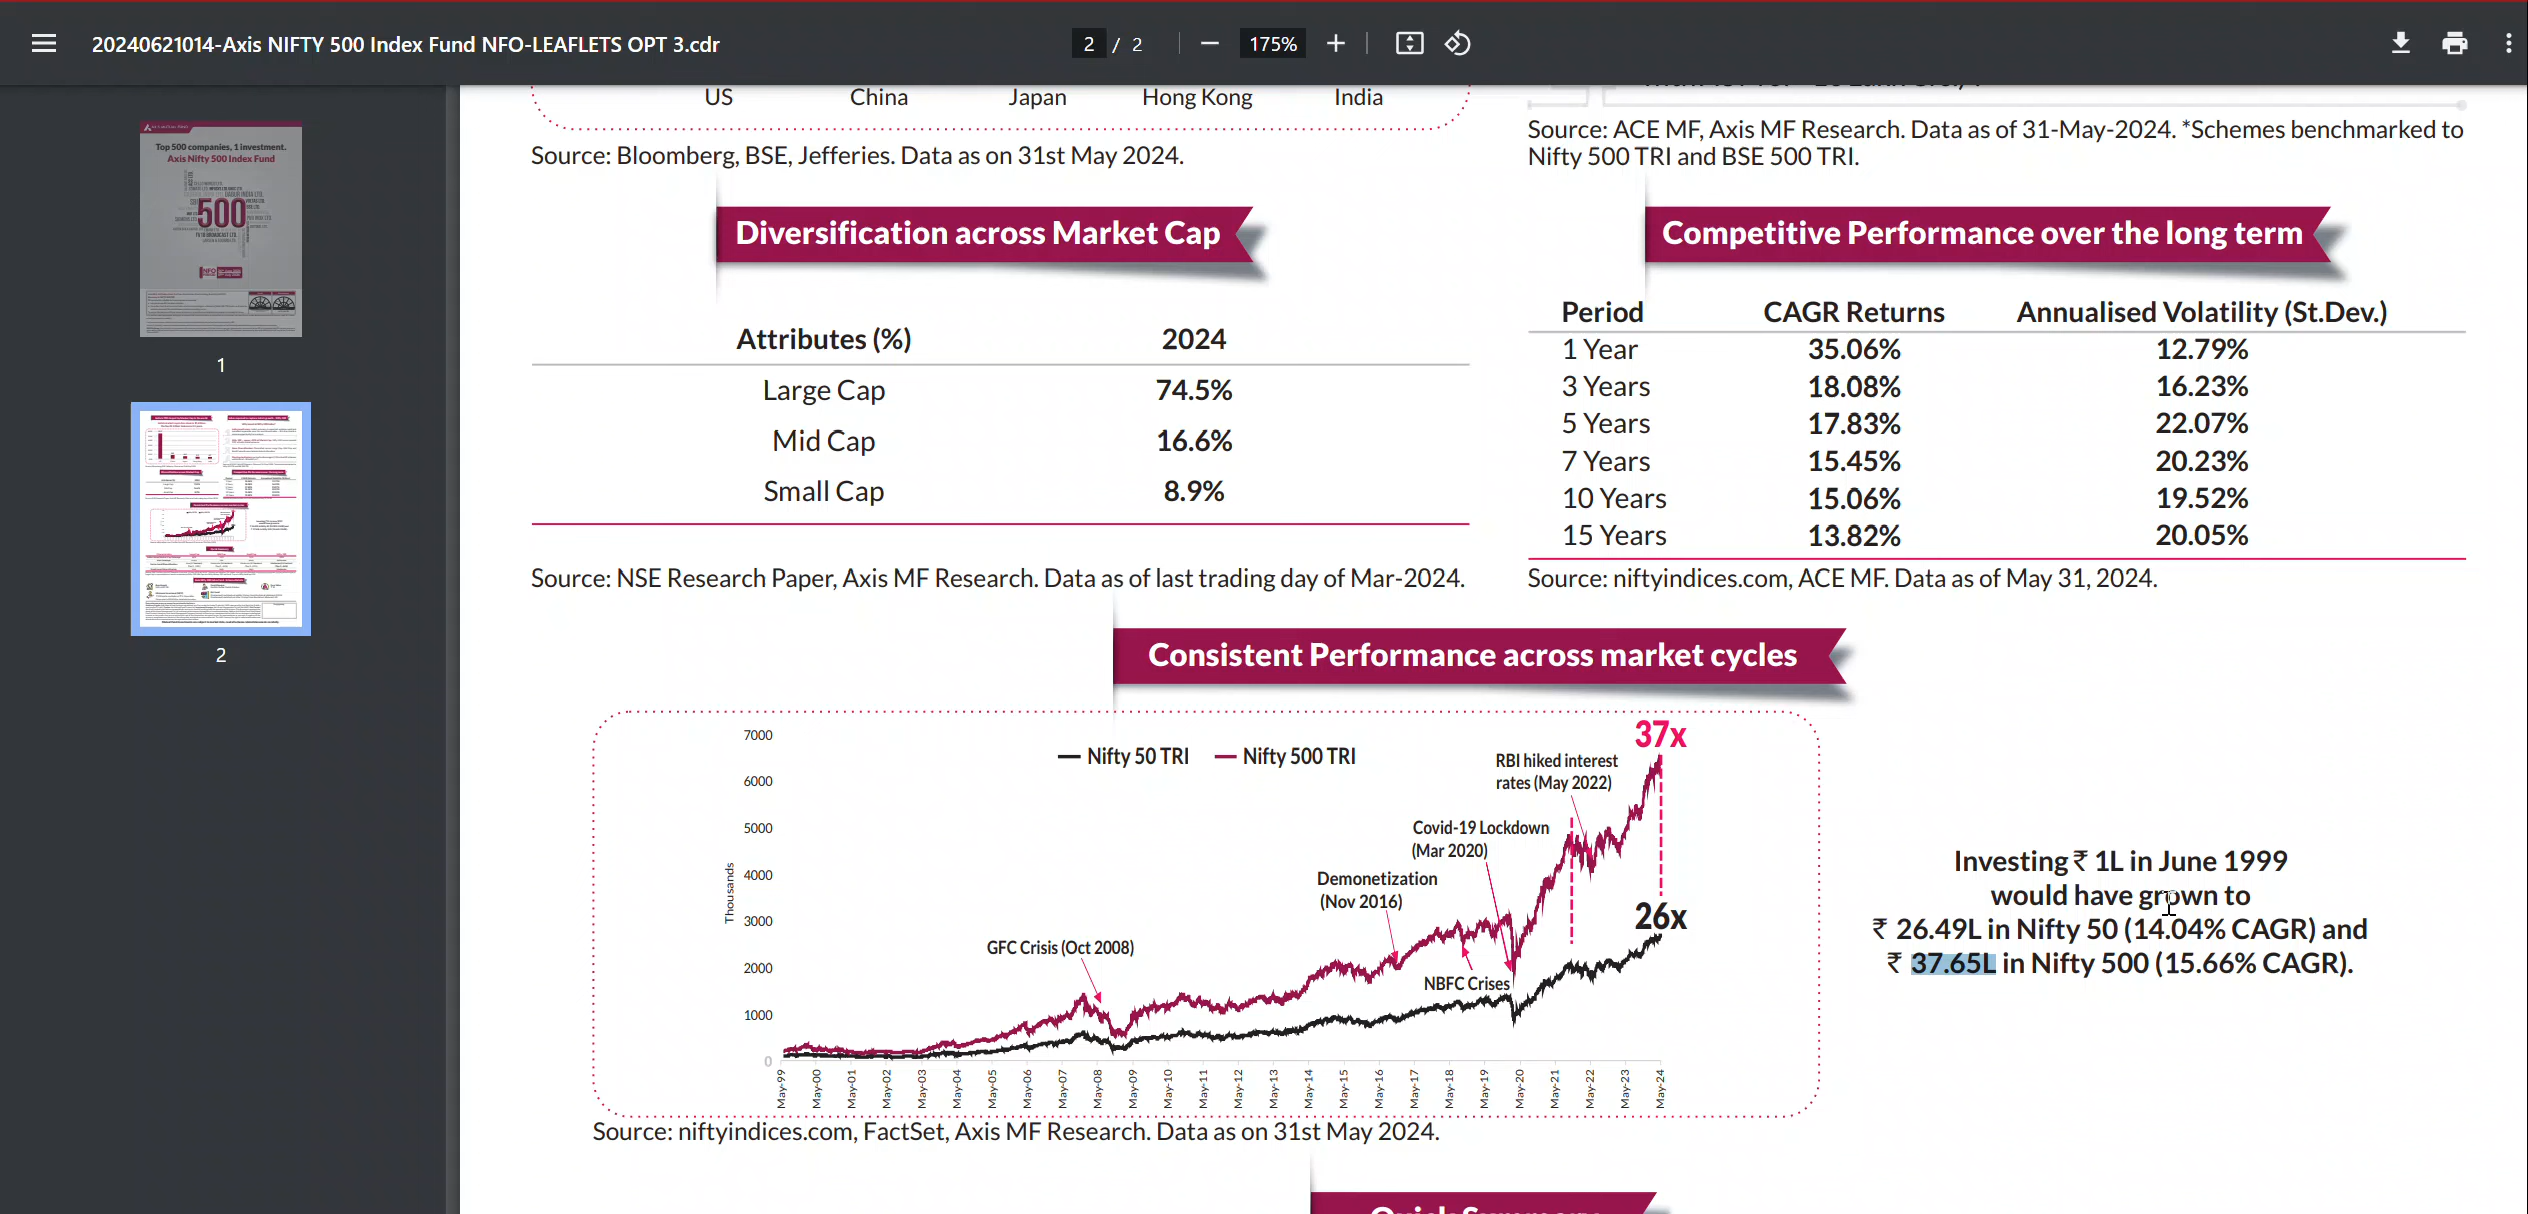 20240621014-Axis NIFTY 500 Index Fund NFO-LEAFLETS OPT 3.cdr
2 / 2
175%
Top 500 companies, 1 investment.
Axis Nifty 500 Index Fund
500
NFO
1
2
US China Japan Hong Kong India
Source: Bloomberg, BSE, Jefferies. Data as on 31st May 2024.
Source: ACE MF, Axis MF Research. Data as of 31-May-2024. *Schemes benchmarked to
Nifty 500 TRI and BSE 500 TRI.
Diversification across Market Cap
Attributes (%) 2024
Large Cap 74.5%
Mid Cap 16.6%
Small Cap 8.9%
Source: NSE Research Paper, Axis MF Research. Data as of last trading day of Mar-2024.
Competitive Performance over the long term
Period CAGR Returns Annualised Volatility (St.Dev.)
1 Year 35.06% 12.79%
3 Years 18.08% 16.23%
5 Years 17.83% 22.07%
7 Years 15.45% 20.23%
10 Years 15.06% 19.52%
15 Years 13.82% 20.05%
Source: niftyindices.com, ACE MF. Data as of May 31, 2024.
Consistent Performance across market cycles
7000
6000
5000
4000
3000
2000
1000
0
Thousands
Nifty 50 TRI Nifty 500 TRI
37x
RBI hiked interest
rates (May 2022)
Covid-19 Lockdown
(Mar 2020)
Demonetization
(Nov 2016)
26x
GFC Crisis (Oct 2008)
NBFC Crises
May-99 May-00 May-01 May-02 May-03 May-04 May-05 May-06 May-07 May-08 May-09 May-10 May-11 May-12 May-13 May-14 May-15 May-16 May-17 May-18 May-19 May-20 May-21 May-22 May-23 May-24
Investing ₹ 1L in June 1999
would have grown to
₹ 26.49L in Nifty 50 (14.04% CAGR) and
₹ 37.65L in Nifty 500 (15.66% CAGR).
Source: niftyindices.com, FactSet, Axis MF Research. Data as on 31st May 2024.
Quick Summary